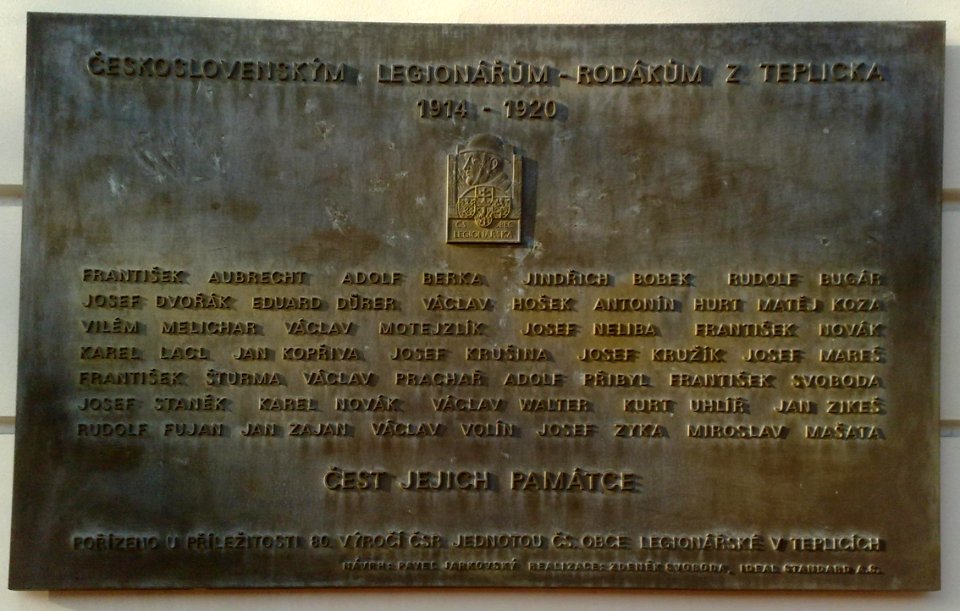 ČESKOSLOVENSKÝM LEGIONÁŘŮM - RODÁKŮM Z TEPLICKA
1914 - 1920
ČS. OBEC
LEGIONÁŘSKÁ
FRANTIŠEK AUBRECHT ADOLF BERKA JINDŘICH BOBEK RUDOLF BUGÁR
JOSEF DVOŘÁK EDUARD DÜRER VÁCLAV HOŠEK ANTONÍN HURT MATĚJ KOZA
VILÉM MELICHAR VÁCLAV MOTEJZLÍK JOSEF NELIBA FRANTIŠEK NOVÁK
KAREL LACL JAN KOPŘIVA JOSEF KRUŠINA JOSEF KRUŽÍK JOSEF MAREŠ
FRANTIŠEK ŠTURMA VÁCLAV PRACHAŘ ADOLF PŘIBYL FRANTIŠEK SVOBODA
JOSEF STANĚK KAREL NOVÁK VÁCLAV WALTER KURT UHLÍŘ JAN ZIKEŠ
RUDOLF FUJAN JAN ZAJAN VÁCLAV VOLÍN JOSEF ZYKA MIROSLAV MAŠATA
ČEST JEJICH PAMÁTCE
POŘÍZENO U PŘÍLEŽITOSTI 80. VÝROČÍ ČSR JEDNOTOU ČS. OBCE LEGIONÁŘSKÉ V TEPLICÍCH
NÁVRH: PAVEL JARKOVSKÝ REALIZACE: ZDENĚK SVOBODA, IDEAL STANDARD A.S.